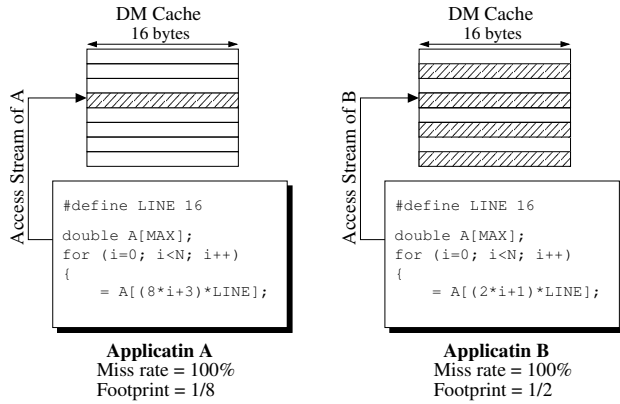 DM Cache
16 bytes
Access Stream of A
#define LINE 16
double A[MAX];
for (i=0; i<N; i++)
{
= A[(8*i+3)*LINE];
Applicatin A
Miss rate = 100%
Footprint = 1/8
DM Cache
16 bytes
Access Stream of B
#define LINE 16
double A[MAX];
for (i=0; i<N; i++)
{
= A[(2*i+1)*LINE];
Applicatin B
Miss rate = 100%
Footprint = 1/2